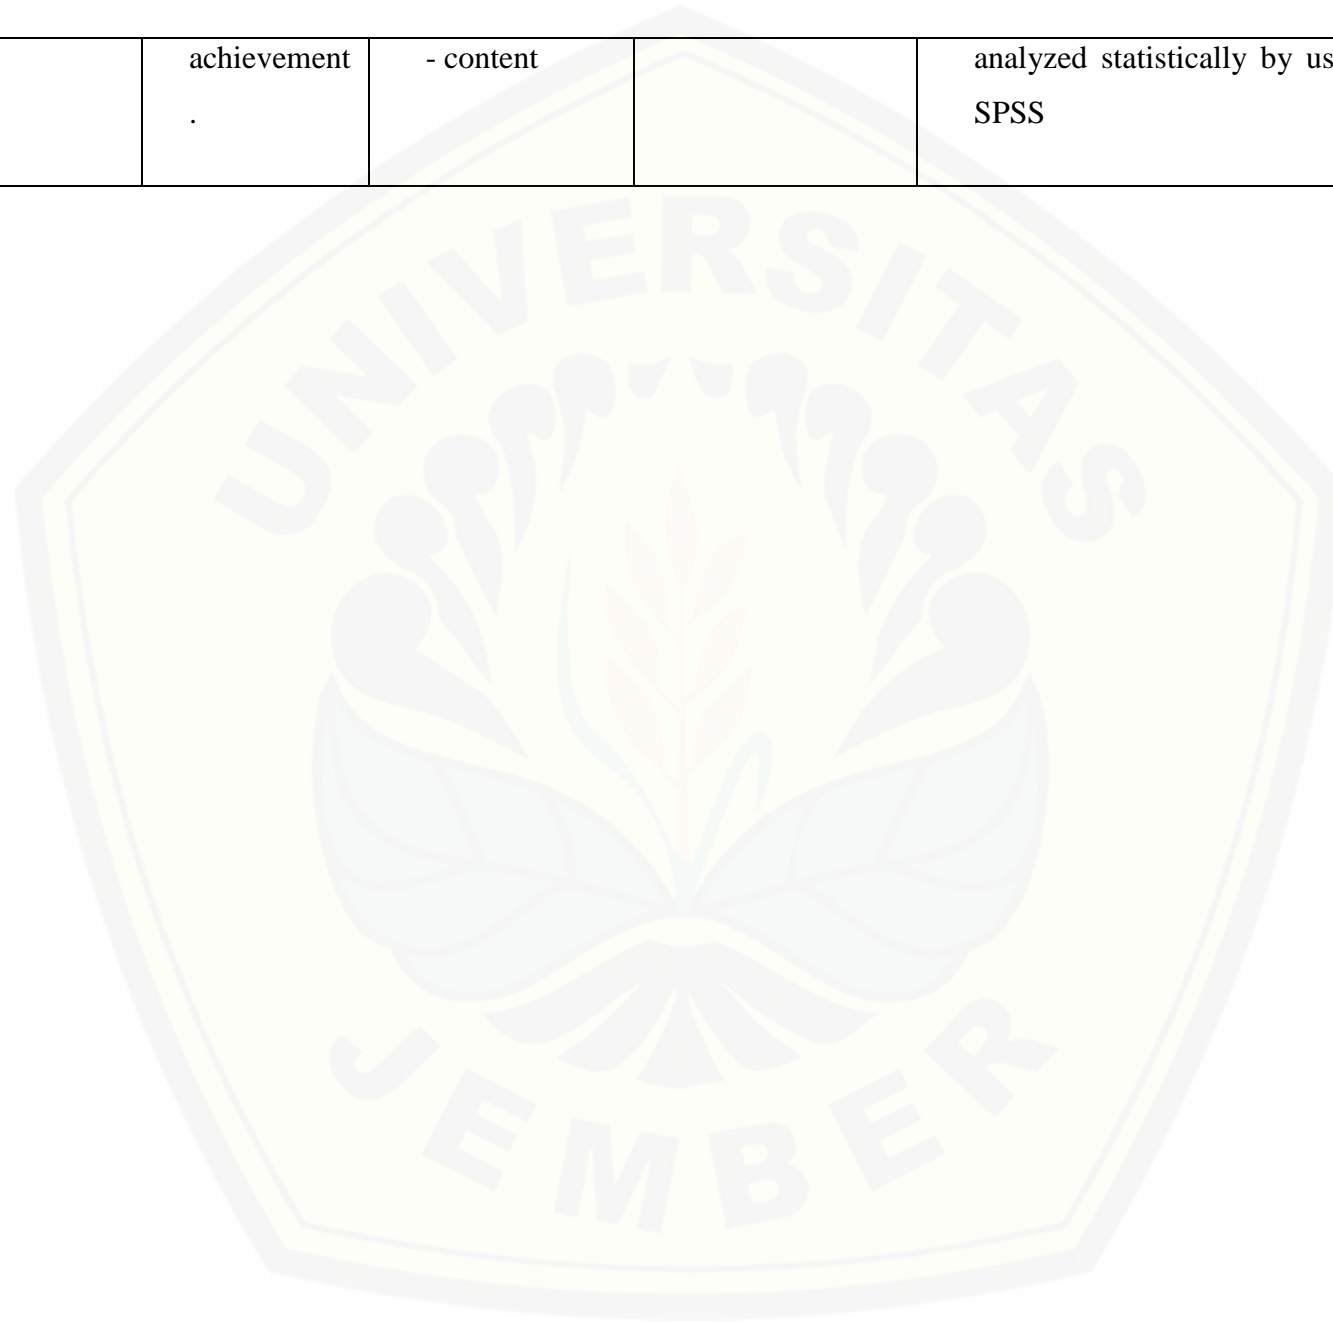 achievement - content analyzed statistically by us
. SPSS
UNIVERSITAS
JEMBER